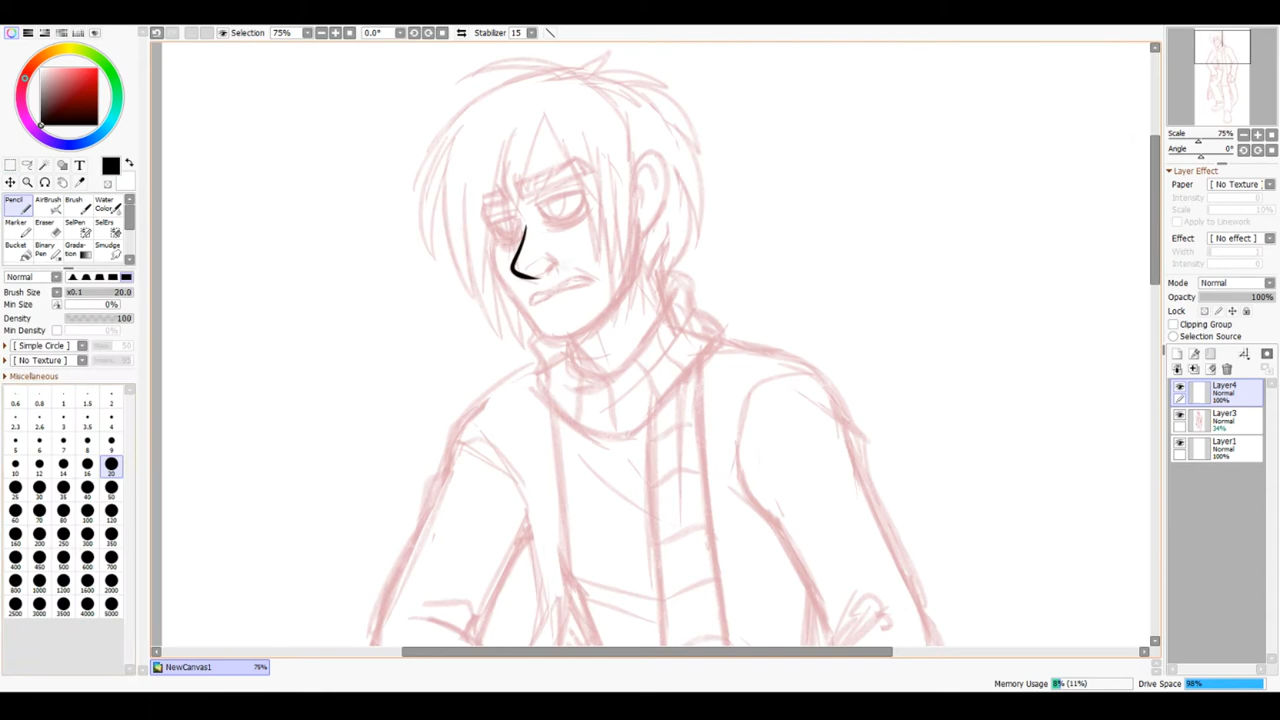 Selection 75% 0.0° Stabilizer 15
T
Pencil AirBrush Brush Water Color
Marker Eraser SelPen SelErs
Bucket Binary Pen Grada-tion Smudge
Normal
Brush Size x0.1 20.0
Min Size 0%
Density 100
Min Density 0%
[ Simple Circle ] 50
[ No Texture ] 95
Miscellaneous
0.6 0.8 1 1.5 2
2.3 2.6 3 3.5 4
5 6 7 8 9
10 12 14 16 20
25 30 35 40 50
60 70 80 100 120
160 200 250 300 350
400 450 500 600 700
800 1000 1200 1600 2000
2500 3000 3500 4000 5000
NewCanvas1 75%
Scale 75%
Angle 0°
Layer Effect
Paper [ No Texture ]
Intensity 0
Scale 10%
Apply to Linework
Effect [ No effect ]
Width 1
Intensity 0
Mode Normal
Opacity 100%
Lock
Clipping Group
Selection Source
Layer4
Normal
100%
Layer3
Normal
34%
Layer1
Normal
100%
Memory Usage 8% (11%) Drive Space 98%